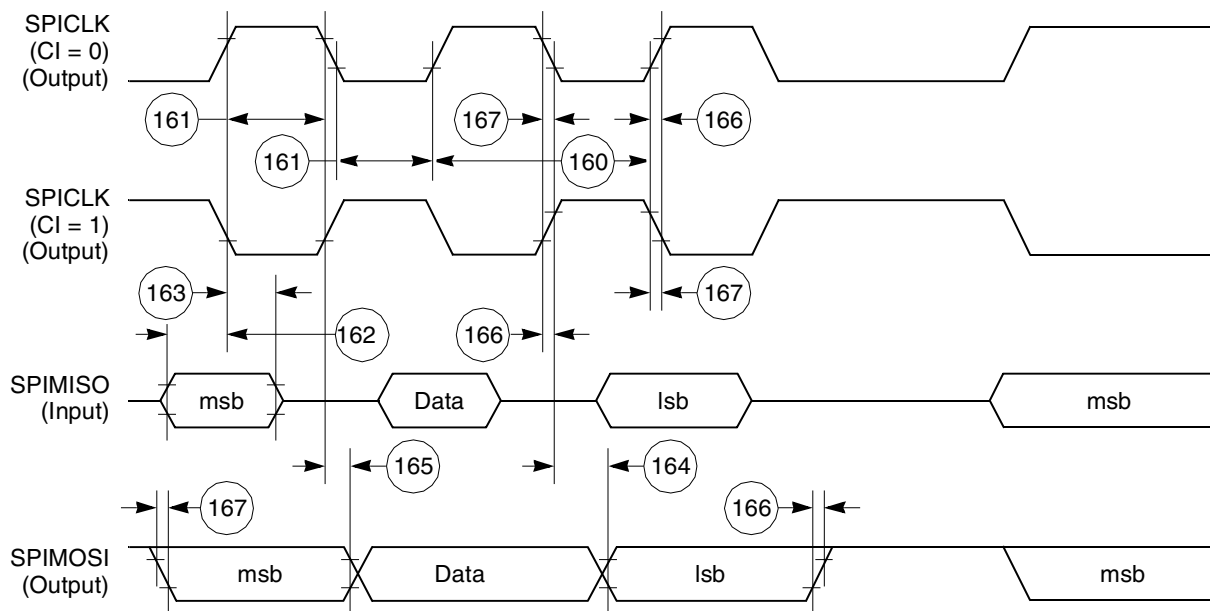 SPICLK
(CI = 0)
(Output)
161
167
166
161
160
SPICLK
(CI = 1)
(Output)
163
167
162
166
SPIMISO
(Input)
msb
Data
lsb
msb
165
164
167
166
SPIMOSI
(Output)
msb
Data
lsb
msb